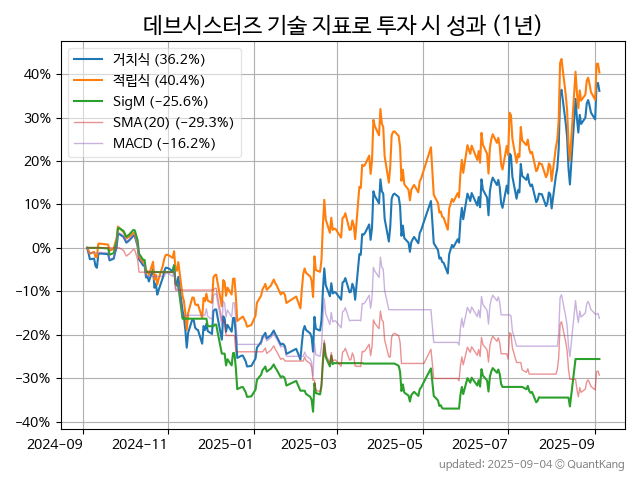 데브시스터즈 기술 지표로 투자 시 성과 (1년)
거치식 (36.2%)
적립식 (40.4%)
SigM (−25.6%)
SMA(20) (−29.3%)
MACD (−16.2%)
40%
30%
20%
10%
0%
−10%
−20%
−30%
−40%
2024-09 2024-11 2025-01 2025-03 2025-05 2025-07 2025-09
updated: 2025-09-04 © QuantKang